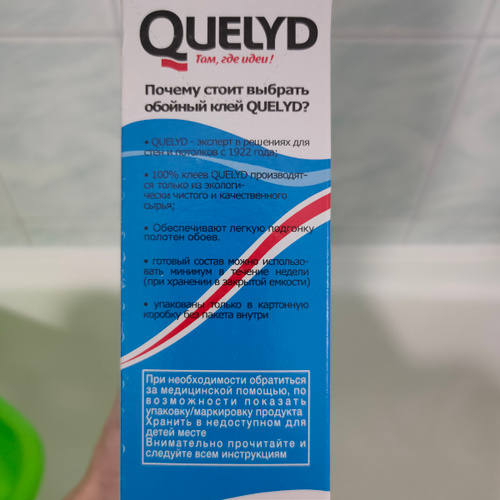 QUELYD
Там, где идеи!
Почему стоит выбрать
обойный клей QUELYD?
• QUELYD - эксперт в решениях для
стен и потолков с 1922 года;
• 100% клеев QUELYD производят-
ся только из экологи-
чески чистого и качественного
сырья;
• Обеспечивают легкую подгонку
полотен обоев.
• готовый состав можно использо-
вать минимум в течение недели
(при хранении в закрытой емкости)
• упакованы только в картонную
коробку без пакета внутри
При необходимости обратиться
за медицинской помощью, по
возможности показать
упаковку/маркировку продукта
Хранить в недоступном для
детей месте
Внимательно прочитайте и
следуйте всем инструкциям